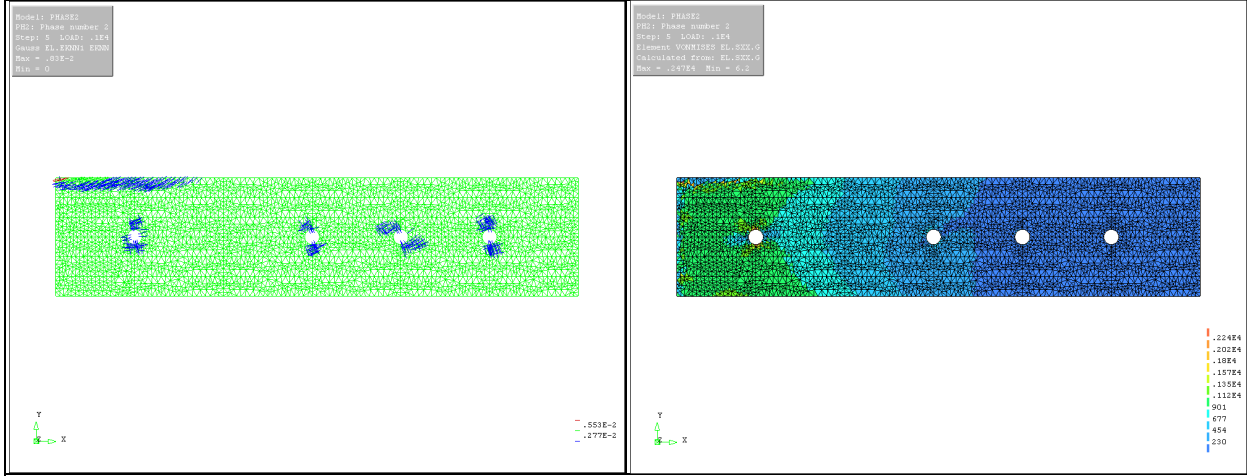 Model: PHASE2
PH2: Phase number 2
Step: 5 LOAD: .1E4
Gauss EL.EKNN1 EKNN
Max = .83E-2
Min = 0
Y
Z X
.553E-2
.277E-2
Model: PHASE2
PH2: Phase number 2
Step: 5 LOAD: .1E4
Element VONMISES EL.SXX.G
Calculated from: EL.SXX.G
Max = .247E4 Min = 6.2
Y
Z X
.224E4
.202E4
.18E4
.157E4
.135E4
.112E4
901
677
454
230